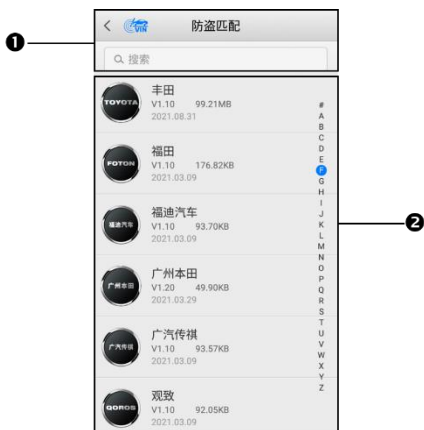 ❶
VIN 防盗匹配
搜索
TOYOTA 丰田
V1.10 99.21MB
2021.08.31
FOTON 福田
V1.10 176.82KB
2021.03.09
福迪汽车 福迪汽车
V1.10 93.70KB
2021.03.09
广州本田 广州本田
V1.20 49.90KB
2021.03.29
广汽传祺 广汽传祺
V1.10 93.57KB
2021.03.09
QOROS 观致
V1.10 92.05KB
2021.03.09
#
A
B
C
D
E
F
G
H
I
J
K
L
M
N
O
P
Q
R
S
T
U
V
W
X
Y
Z
❷